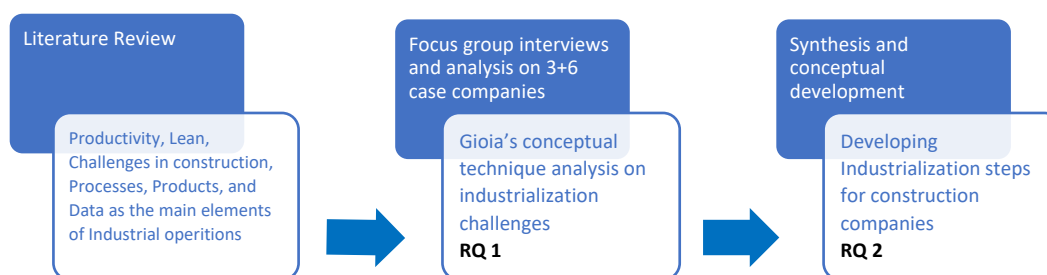 Literature Review
Productivity, Lean,
Challenges in construction,
Processes, Products, and
Data as the main elements
of Industrial operitions
Focus group interviews
and analysis on 3+6
case companies
Gioia’s conceptual
technique analysis on
industrialization
challenges
RQ 1
Synthesis and
conceptual
development
Developing
Industrialization steps
for construction
companies
RQ 2